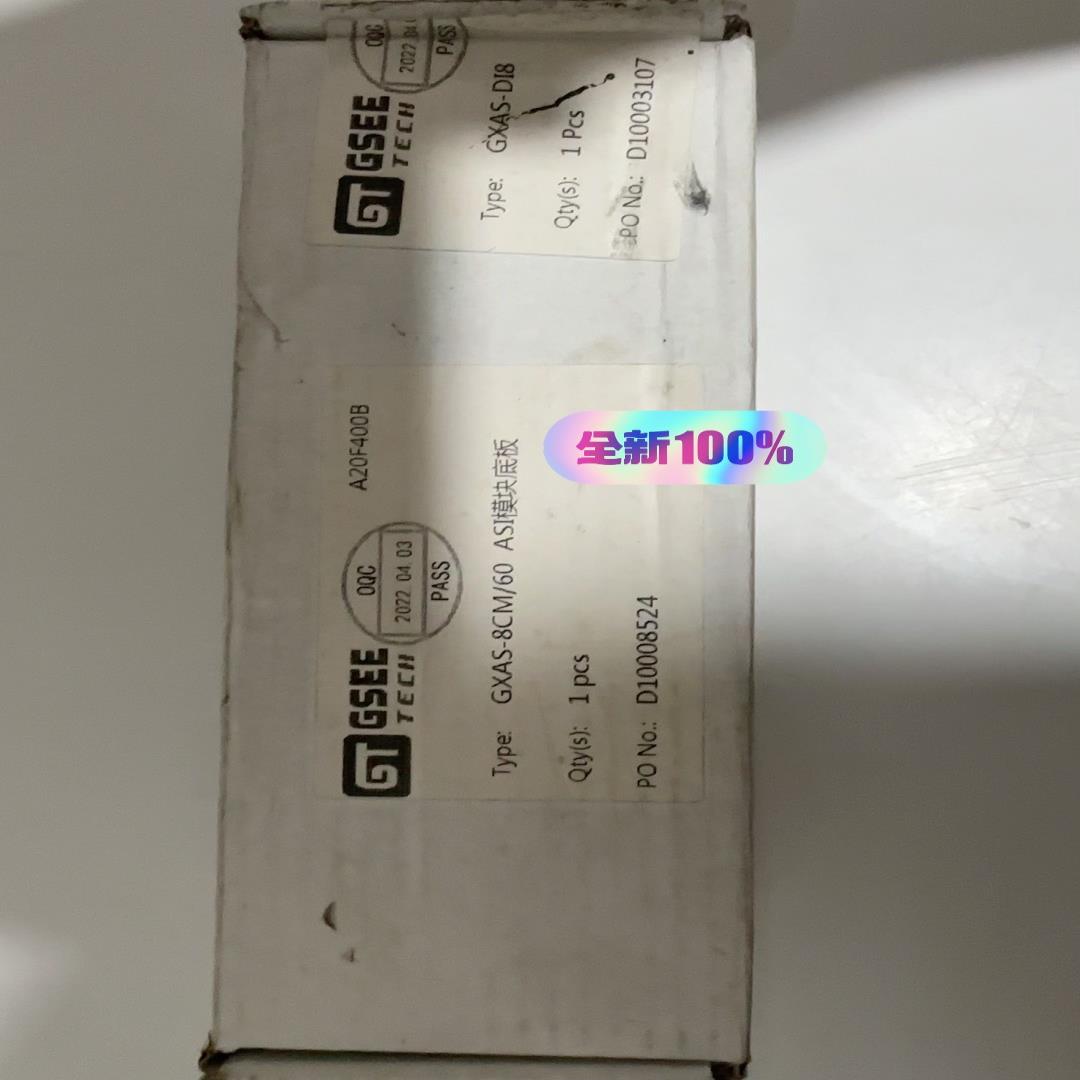 GT GSEE
TECH
OQC
2022.04.03
PASS
A20F400B
Type: GXAS-8CM/60 ASI模块底板
Qty(s): 1 pcs
PO No.: D10008524
GT GSEE
TECH
OQC
2022.04.
PASS
Type: GXAS-DI8
Qty(s): 1 Pcs
PO No.: D10003107
全新100%